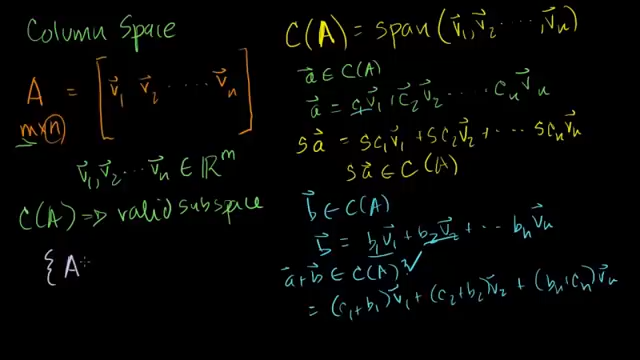 Column Space
A = [ v⃗₁ v⃗₂ ⋯ v⃗ₙ ]
m×n
v⃗₁, v⃗₂ ⋯ v⃗ₙ ∈ ℝᵐ
C(A) ⇒ valid subspace
{ A
C(A) = span (v⃗₁, v⃗₂ ⋯, v⃗ₙ)
a⃗ ∈ C(A)
a⃗ = c₁v⃗₁ + c₂v⃗₂ ⋯ cₙv⃗ₙ
sa⃗ = sc₁v⃗₁ + sc₂v⃗₂ + ⋯ scₙv⃗ₙ
sa⃗ ∈ C(A)
b⃗ ∈ C(A)
b⃗ = b₁v⃗₁ + b₂v⃗₂ + ⋯ bₙv⃗ₙ
a⃗+b⃗ ∈ C(A)? ✓
= (c₁+b₁)v⃗₁ + (c₂+b₂)v⃗₂ + (bₙ+cₙ)v⃗ₙ